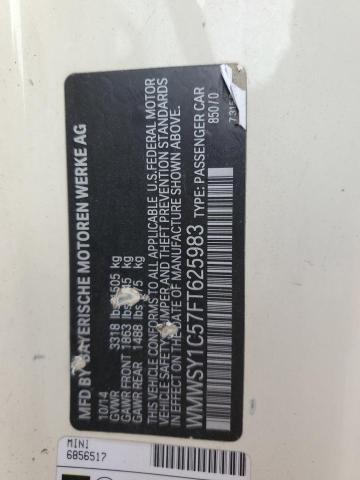 MFD BY BAYERISCHE MOTOREN WERKE AG
10/14
GVWR 3318 lbs 1505 kg
GAWR FRONT 1863 lbs kg
GAWR REAR 1488 lbs kg
THIS VEHICLE CONFORMS TO ALL APPLICABLE U.S.FEDERAL MOTOR
VEHICLE SAFETY, BUMPER, AND THEFT PREVENTION STANDARDS
IN EFFECT ON THE DATE OF MANUFACTURE SHOWN ABOVE.
WMWSY1C57FT625983 TYPE: PASSENGER CAR
850/0
MINI
6856517